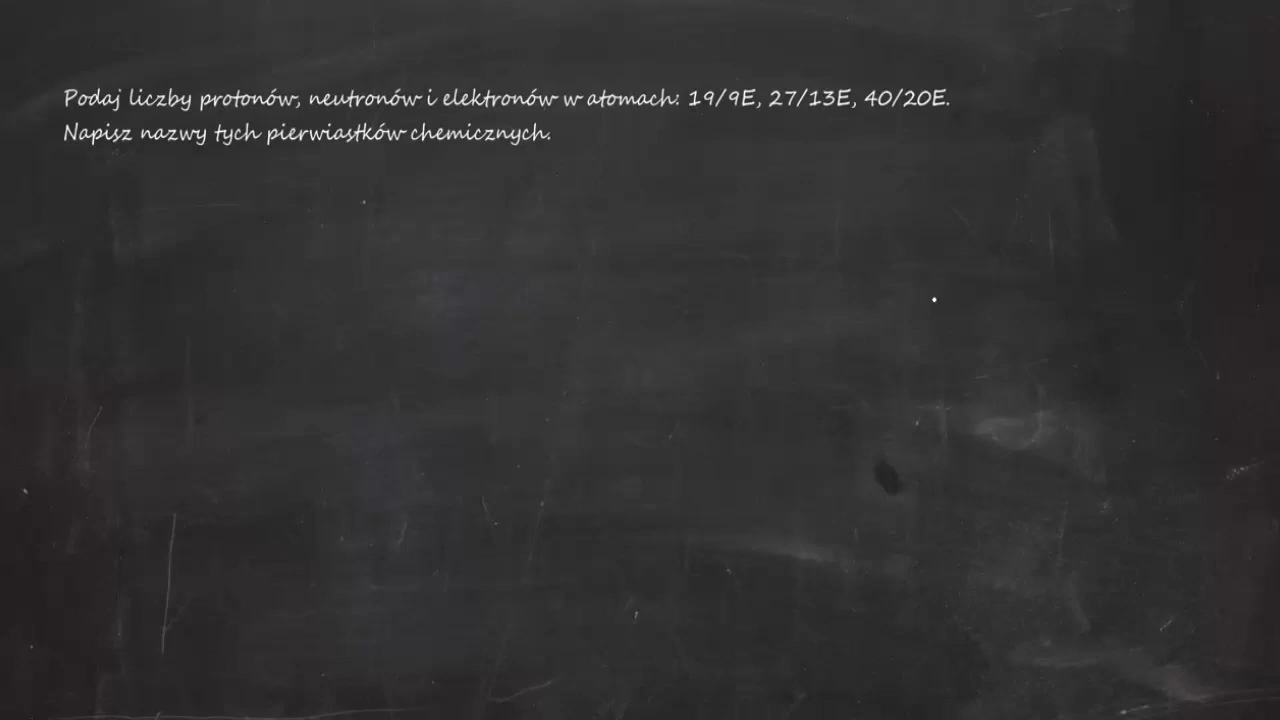 Podaj liczby protonów, neutronów i elektronów w atomach: 19/9E, 27/13E, 40/20E.
Napisz nazwy tych pierwiastków chemicznych.